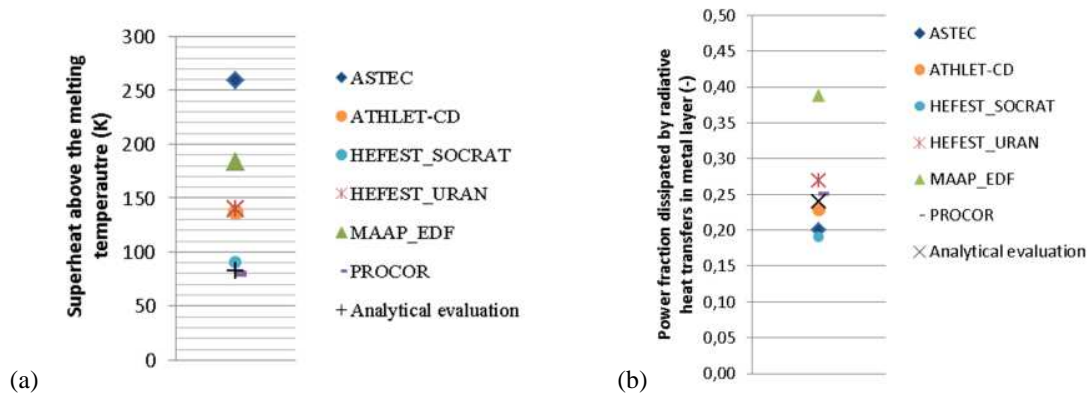 Superheat above the melting
temperautre (K)
300
250
200
150
100
50
0
ASTEC
ATHLET-CD
HEFEST_SOCRAT
HEFEST_URAN
MAAP_EDF
PROCOR
Analytical evaluation
(a)
Power fraction dissipated by radiative
heat transfers in metal layer (-)
0,50
0,45
0,40
0,35
0,30
0,25
0,20
0,15
0,10
0,05
0,00
ASTEC
ATHLET-CD
HEFEST_SOCRAT
HEFEST_URAN
MAAP_EDF
PROCOR
Analytical evaluation
(b)